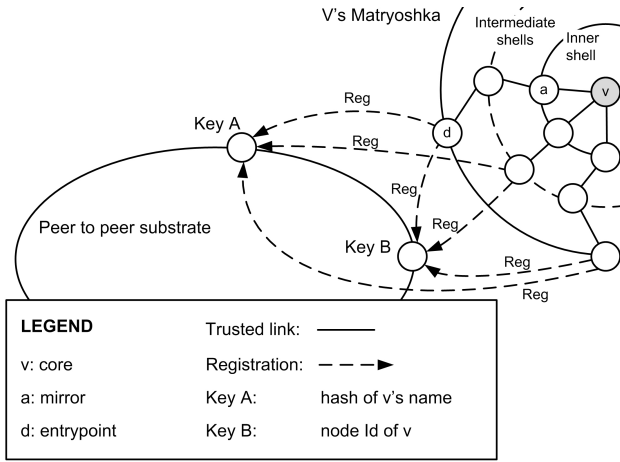 V's Matryoshka
Intermediate
shells
Inner
shell
a
v
Reg
Key A
d
Reg
Reg
Peer to peer substrate
Reg
Key B
Reg
Reg
LEGEND
Trusted link:
v: core
Registration:
a: mirror
Key A: hash of v's name
d: entrypoint
Key B: node Id of v